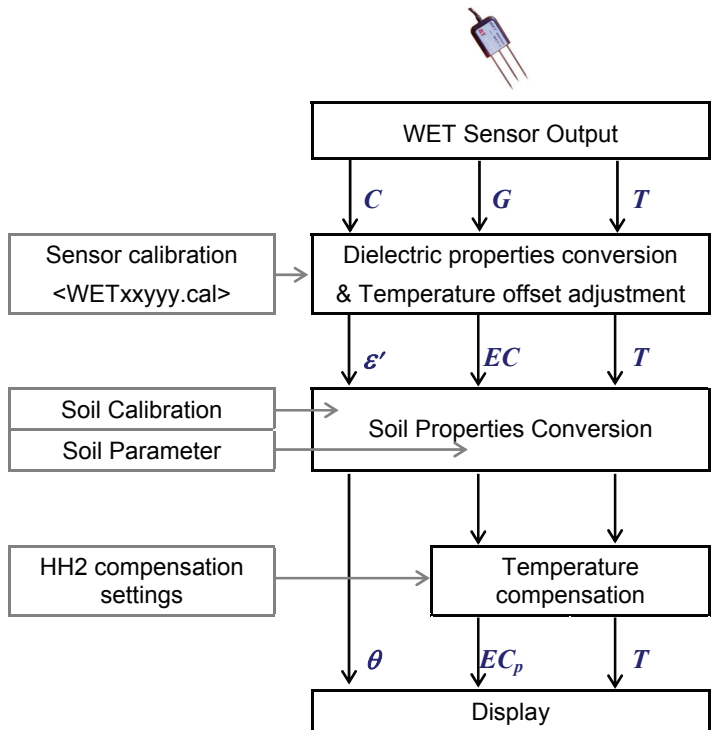 WET Sensor Output
C G T
Sensor calibration
<WETxxyyy.cal>
Dielectric properties conversion
& Temperature offset adjustment
ε′ EC T
Soil Calibration
Soil Parameter
Soil Properties Conversion
HH2 compensation
settings
Temperature
compensation
θ ECp T
Display